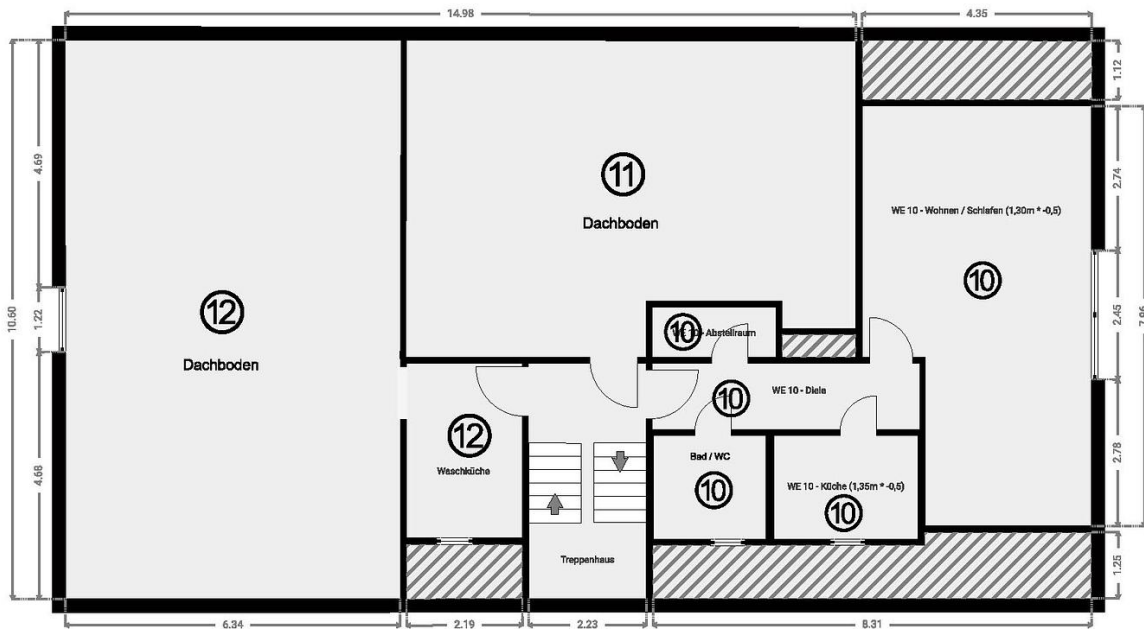 14.98
4.35
1.12
4.69
11
Dachboden
2.74
WE 10 - Wohnen / Schlafen (1,30m * -0,5)
10
12
Dachboden
10.60
1.22
2.45
7.96
10
WE 10 - Abstellraum
10
WE 10 - Diele
12
Waschküche
4.68
Bad / WC
10
WE 10 - Küche (1,35m * -0,5)
10
2.78
Treppenhaus
1.25
6.34
2.19
2.23
8.31